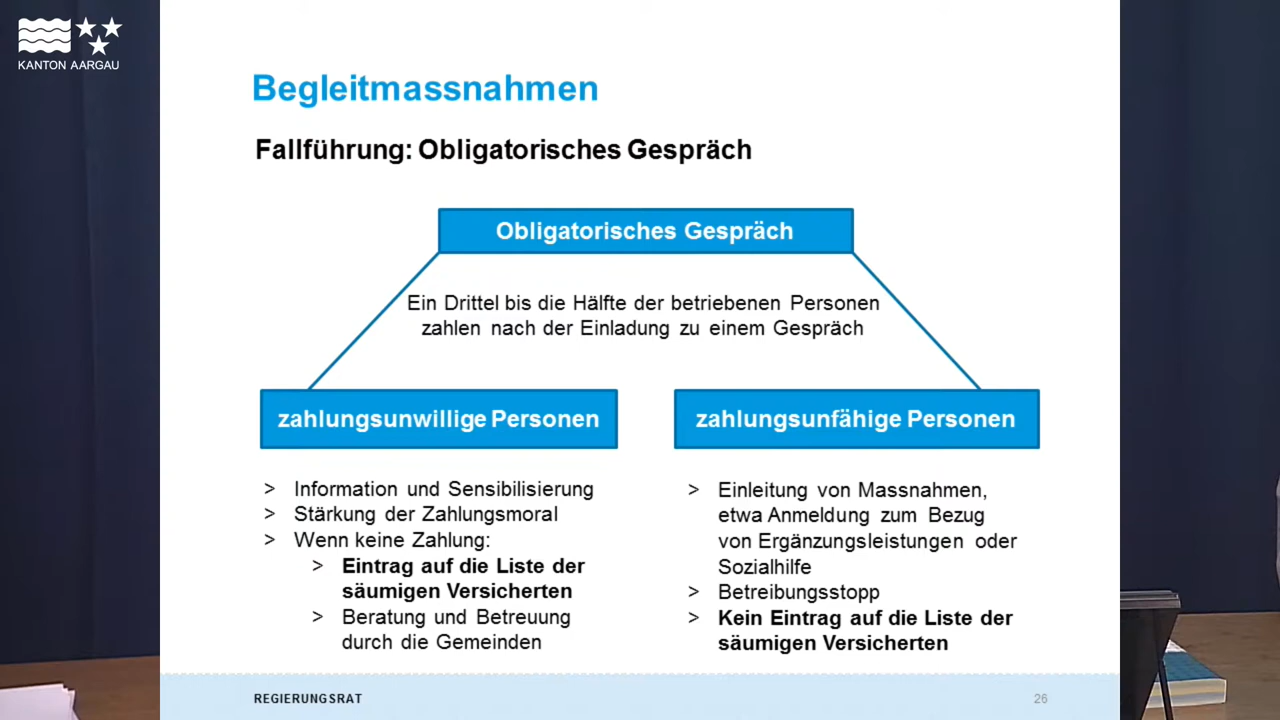 KANTON AARGAU
Begleitmassnahmen
Fallführung: Obligatorisches Gespräch
Obligatorisches Gespräch
Ein Drittel bis die Hälfte der betriebenen Personen
zahlen nach der Einladung zu einem Gespräch
zahlungsunwillige Personen
> Information und Sensibilisierung
> Stärkung der Zahlungsmoral
> Wenn keine Zahlung:
> Eintrag auf die Liste der
säumigen Versicherten
> Beratung und Betreuung
durch die Gemeinden
zahlungsunfähige Personen
> Einleitung von Massnahmen,
etwa Anmeldung zum Bezug
von Ergänzungsleistungen oder
Sozialhilfe
> Betreibungsstopp
> Kein Eintrag auf die Liste der
säumigen Versicherten
REGIERUNGSRAT
26